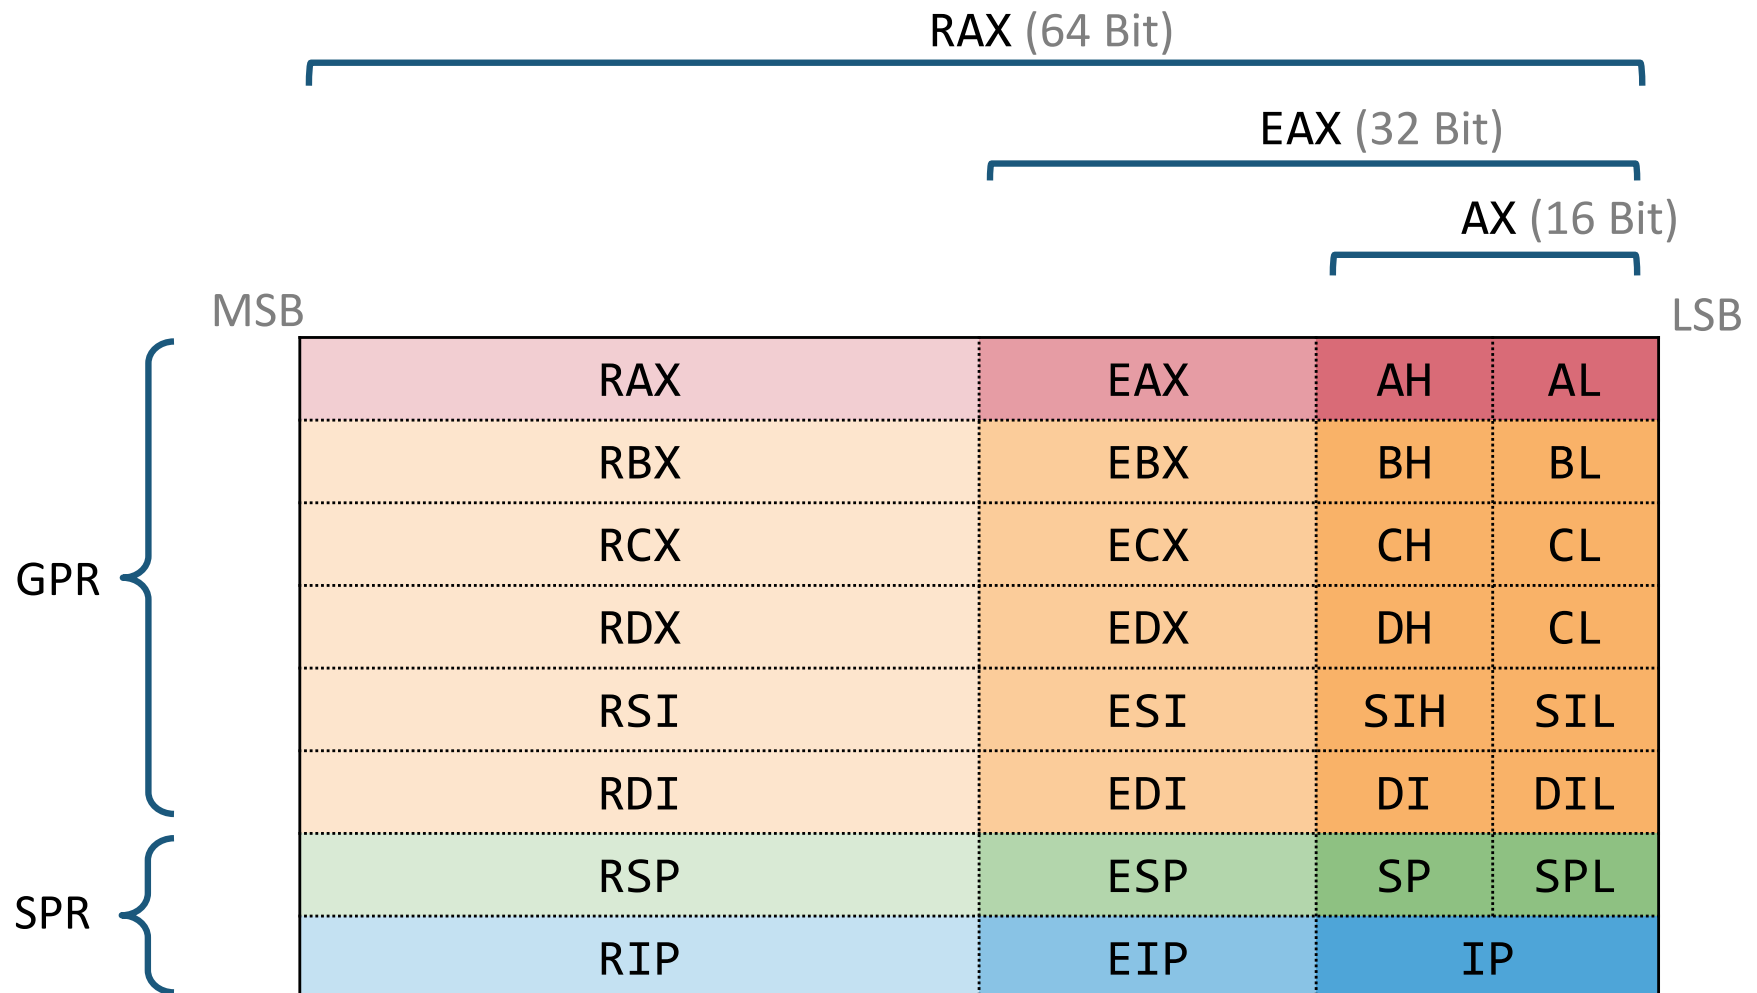 RAX (64 Bit)
EAX (32 Bit)
AX (16 Bit)
MSB
LSB
RAX EAX AH AL
RBX EBX BH BL
RCX ECX CH CL
GPR
RDX EDX DH CL
RSI ESI SIH SIL
RDI EDI DI DIL
RSP ESP SP SPL
SPR
RIP EIP IP